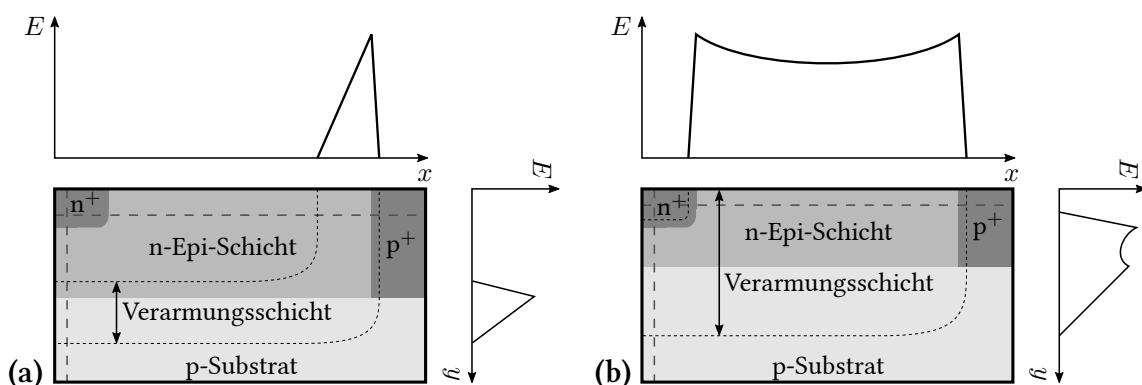 E
x
E
n⁺
n-Epi-Schicht
p⁺
Verarmungsschicht
(a)
p-Substrat
y
E
x
E
n⁺
n-Epi-Schicht
p⁺
Verarmungsschicht
(b)
p-Substrat
y